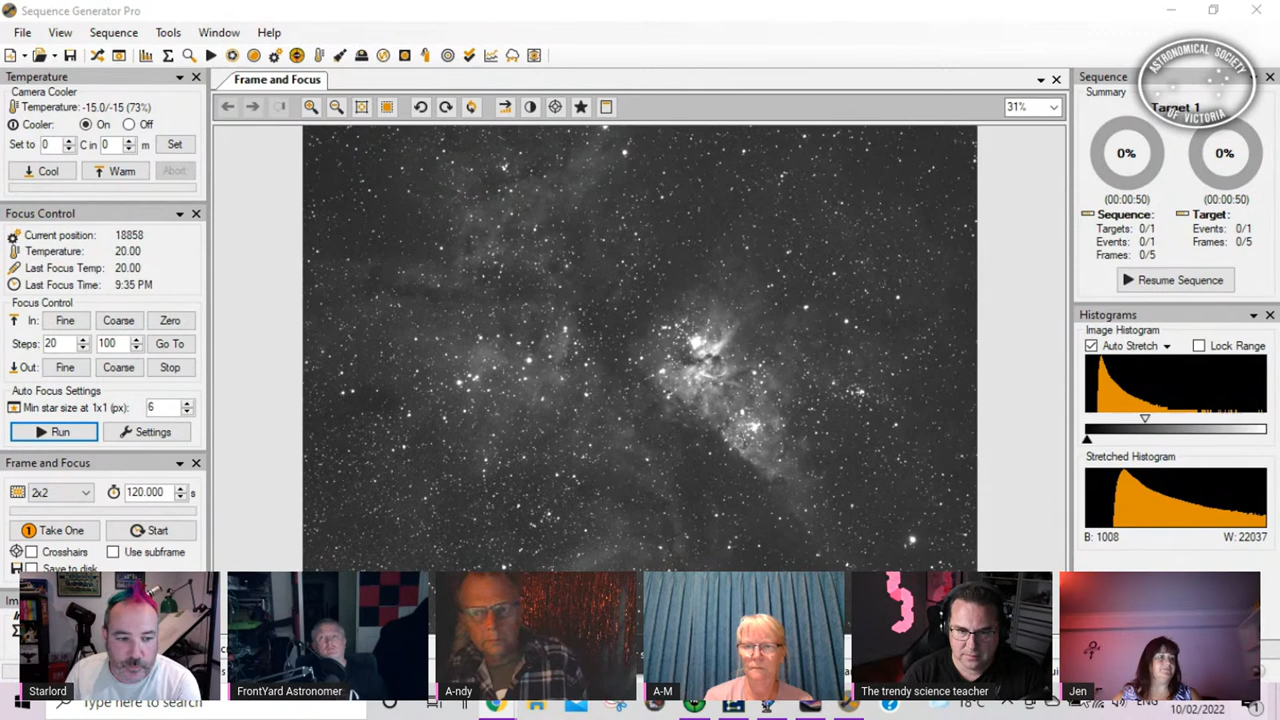 Sequence Generator Pro
File View Sequence Tools Window Help
Temperature
Camera Cooler
Temperature: -15.0/-15 (73%)
Cooler: On Off
Set to 0 C in 0 m Set
Cool Warm Abort
Focus Control
Current position: 18858
Temperature: 20.00
Last Focus Temp: 20.00
Last Focus Time: 9:35 PM
Focus Control
In: Fine Coarse Zero
Steps: 20 100 Go To
Out: Fine Coarse Stop
Auto Focus Settings
Min star size at 1x1 (px): 6
Run Settings
Frame and Focus
2x2 120.000 s
1 Take One Start
Crosshairs Use subframe
Save to disk
Frame and Focus
31%
Sequence
Summary
ASTRONOMICAL SOCIETY
OF VICTORIA
Target 1
0% 0%
(00:00:50) (00:00:50)
Sequence: Target:
Targets: 0/1 Events: 0/1
Events: 0/1 Frames: 0/5
Frames: 0/5
Resume Sequence
Histograms
Image Histogram
Auto Stretch Lock Range
Stretched Histogram
B: 1008 W: 22037
Starlord
FrontYard Astronomer
A-ndy
A-M
The trendy science teacher
Jen
Type here to search
18°C
10/02/2022
1